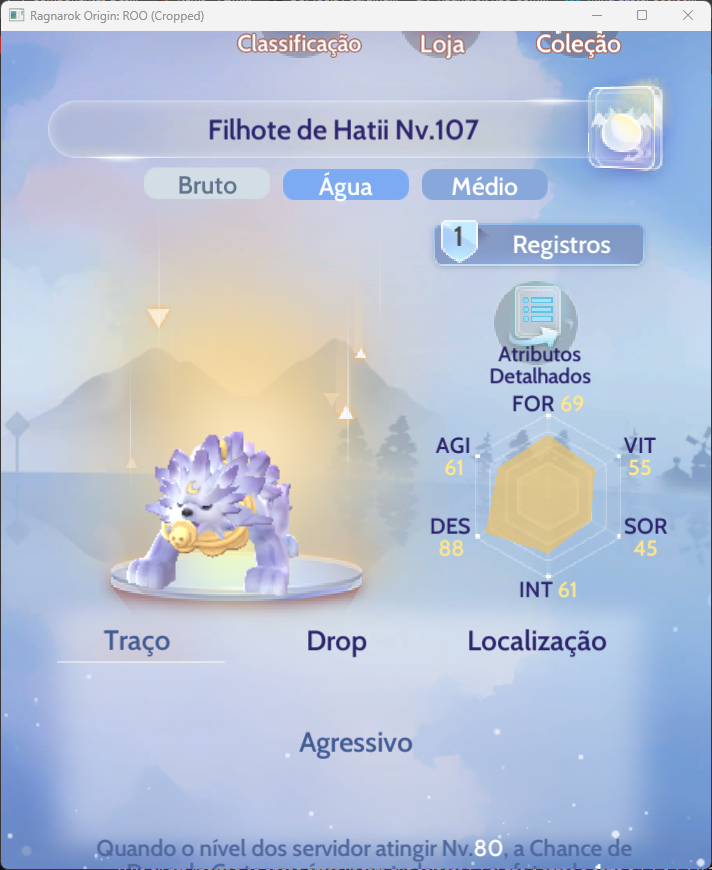 Ragnarok Origin: ROO (Cropped)
Classificação Loja Coleção
Filhote de Hatii Nv.107
Bruto Água Médio
1 Registros
Atributos
Detalhados
FOR 69
AGI VIT
61 55
DES SOR
88 45
INT 61
Traço Drop Localização
Agressivo
Quando o nível dos servidor atingir Nv.80, a Chance de